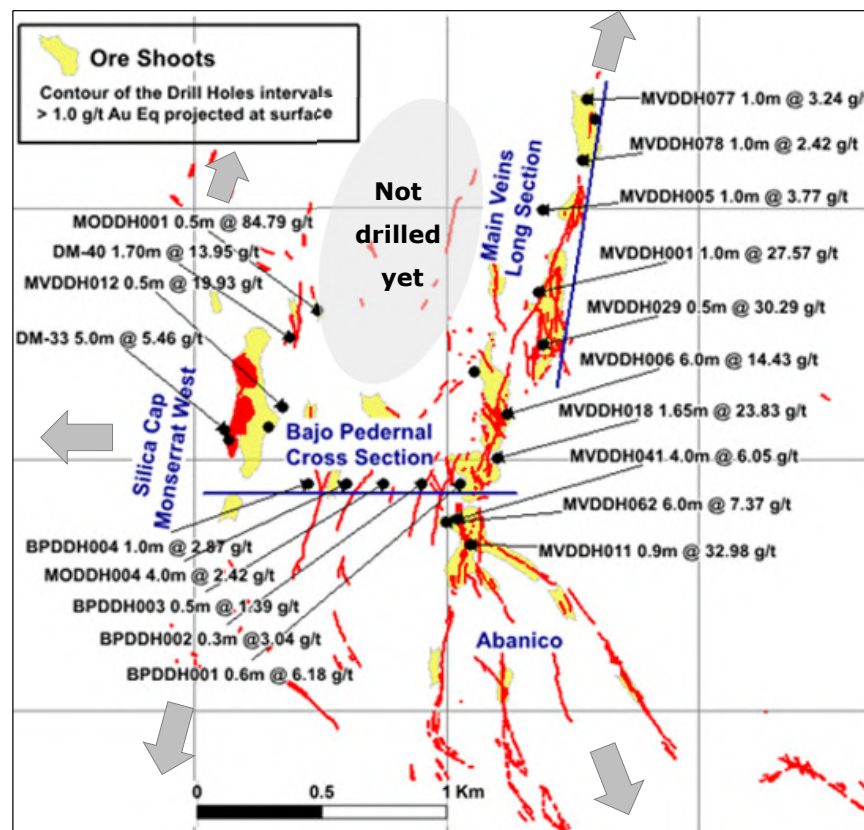 Ore Shoots
Contour of the Drill Holes intervals
> 1.0 g/t Au Eq projected at surface
Not
drilled
yet
Main Veins
Long Section
MVDDH077 1.0m @ 3.24 g/t
MVDDH078 1.0m @ 2.42 g/t
MVDDH005 1.0m @ 3.77 g/t
MVDDH001 1.0m @ 27.57 g/t
MVDDH029 0.5m @ 30.29 g/t
MVDDH006 6.0m @ 14.43 g/t
MVDDH018 1.65m @ 23.83 g/t
MVDDH041 4.0m @ 6.05 g/t
MVDDH062 6.0m @ 7.37 g/t
MVDDH011 0.9m @ 32.98 g/t
MODDH001 0.5m @ 84.79 g/t
DM-40 1.70m @ 13.95 g/t
MVDDH012 0.5m @ 19.93 g/t
DM-33 5.0m @ 5.46 g/t
Silica Cap
Monserrat West
Bajo Pedernal
Cross Section
BPDDH004 1.0m @ 2.87 g/t
MODDH004 4.0m @ 2.42 g/t
BPDDH003 0.5m @ 1.39 g/t
BPDDH002 0.3m @3.04 g/t
BPDDH001 0.6m @ 6.18 g/t
Abanico
0 0.5 1 Km